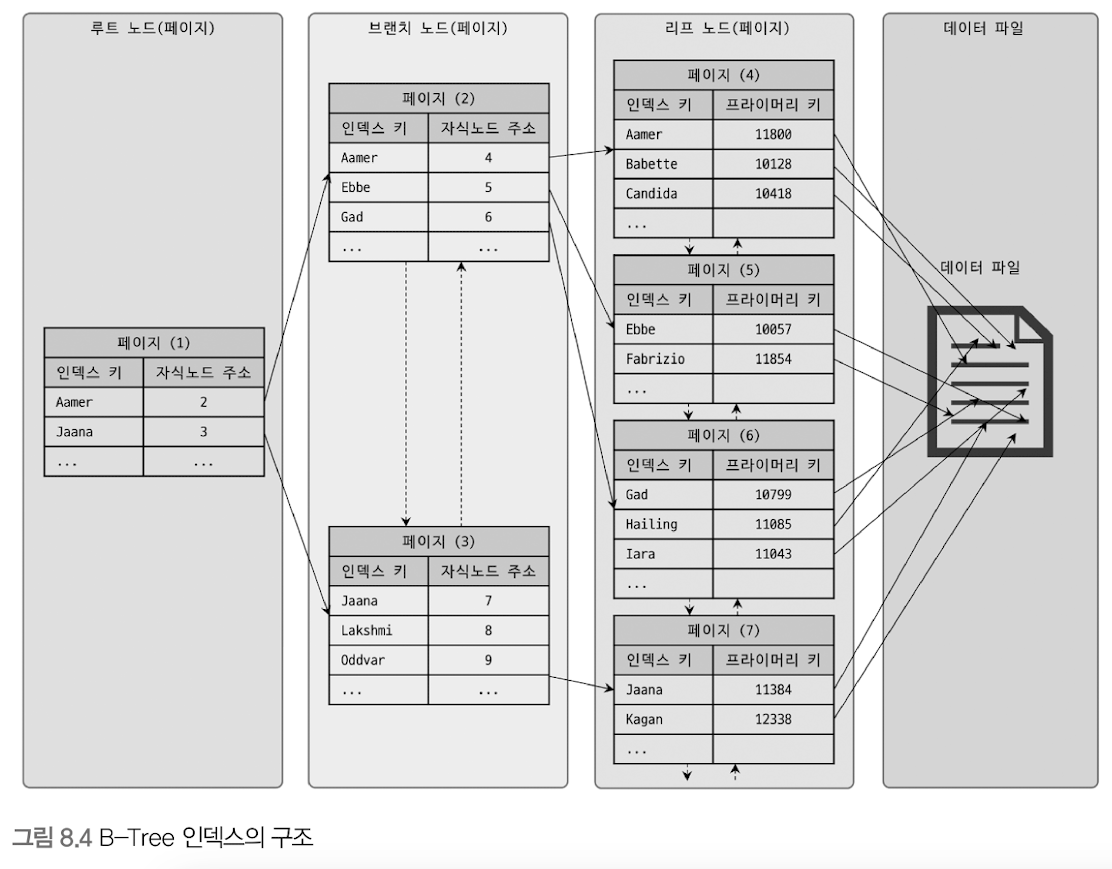 루트 노드(페이지)
페이지 (1)
인덱스 키 자식노드 주소
Aamer 2
Jaana 3
... ...
브랜치 노드(페이지)
페이지 (2)
인덱스 키 자식노드 주소
Aamer 4
Ebbe 5
Gad 6
... ...
페이지 (3)
인덱스 키 자식노드 주소
Jaana 7
Lakshmi 8
Oddvar 9
... ...
리프 노드(페이지)
페이지 (4)
인덱스 키 프라이머리 키
Aamer 11800
Babette 10128
Candida 10418
...
페이지 (5)
인덱스 키 프라이머리 키
Ebbe 10057
Fabrizio 11854
...
페이지 (6)
인덱스 키 프라이머리 키
Gad 10799
Hailing 11085
Iara 11043
...
페이지 (7)
인덱스 키 프라이머리 키
Jaana 11384
Kagan 12338
...
데이터 파일
데이터 파일
그림 8.4 B-Tree 인덱스의 구조